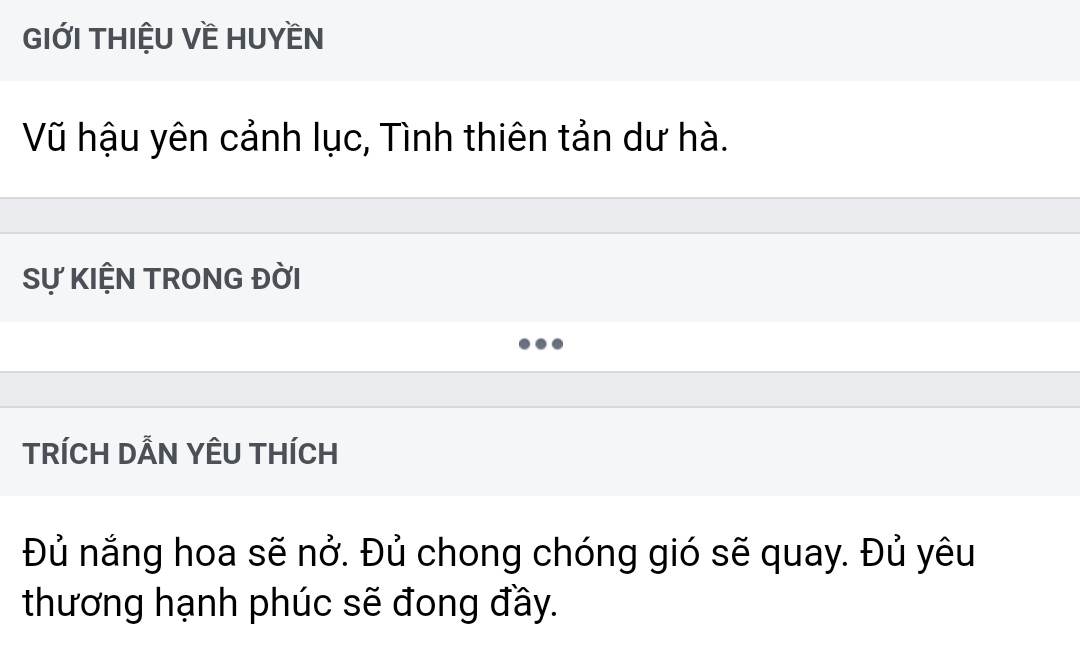 GIỚI THIỆU VỀ HUYỀN
Vũ hậu yên cảnh lục, Tình thiên tản dư hà.
SỰ KIỆN TRONG ĐỜI
TRÍCH DẪN YÊU THÍCH
Đủ nắng hoa sẽ nở. Đủ chong chóng gió sẽ quay. Đủ yêu
thương hạnh phúc sẽ đong đầy.